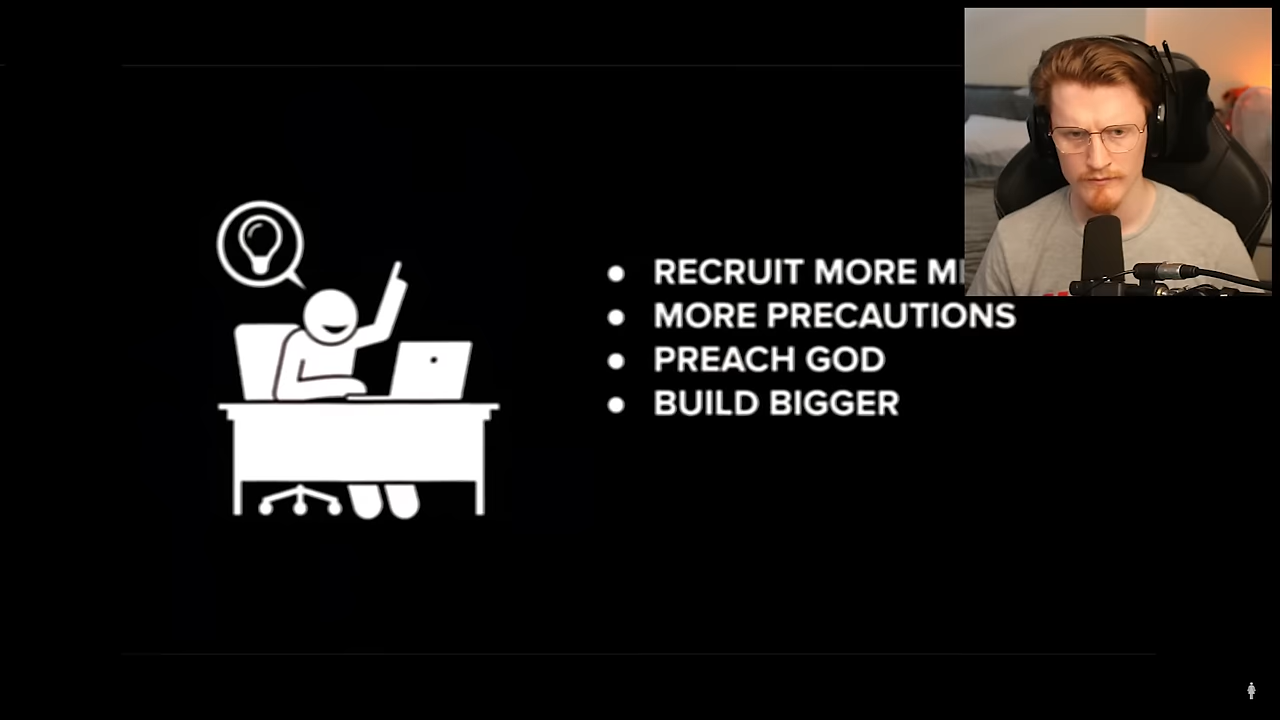 RECRUIT MORE
MORE PRECAUTIONS
PREACH GOD
BUILD BIGGER